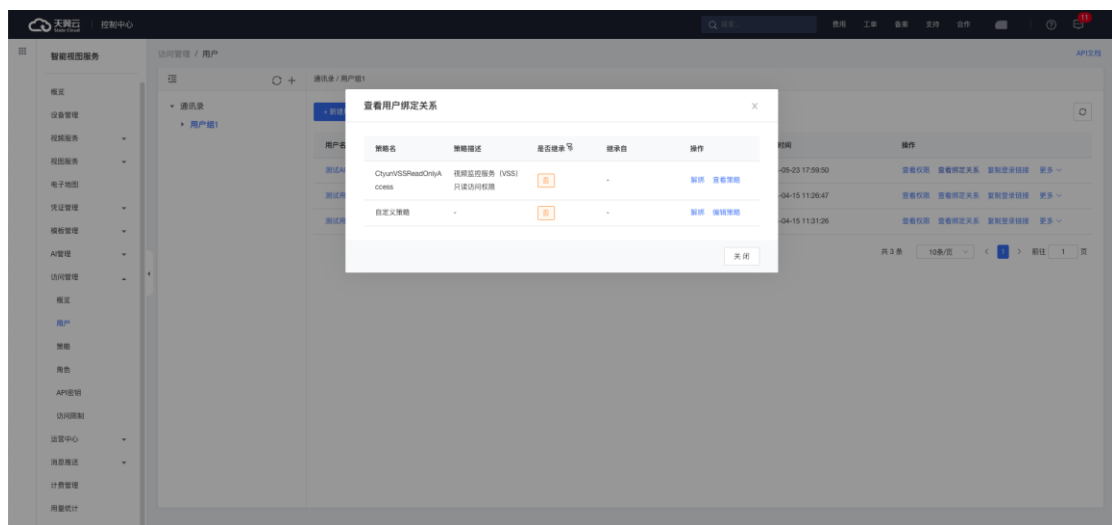 天翼云 State Cloud 控制中心 搜索... 费用 工单 备案 支持 合作 11
智能视图服务
访问管理 / 用户 API文档
概览
设备管理
视频服务
视图服务
电子地图
凭证管理
模板管理
AI管理
访问管理
概览
用户
策略
角色
API密钥
访问限制
运营中心
消息推送
计费管理
用量统计
通讯录
用户组1
通讯录 / 用户组1
查看用户绑定关系
策略名 策略描述 是否继承 继承自 操作
CtyunVSSReadOnlyA
ccess
视频监控服务 (VSS)
只读访问权限
否 - 解绑 查看策略
自定义策略 - 否 - 解绑 编辑策略
关闭
用户名 时间 操作
-05-23 17:59:50 查看权限 查看绑定关系 复制登录链接 更多
-04-15 11:26:47 查看权限 查看绑定关系 复制登录链接 更多
-04-15 11:31:26 查看权限 查看绑定关系 复制登录链接 更多
共 3 条 10条/页 1 前往 1 页